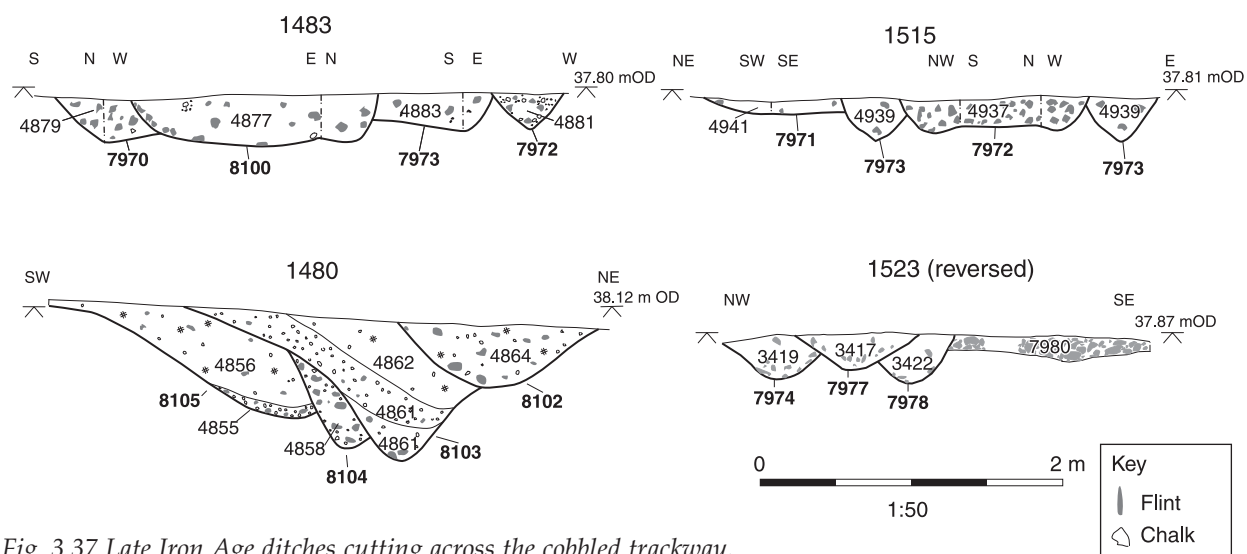 1483
S N W E N S E W
37.80 mOD
4879 4877 4883 4881
7970 8100 7973 7972
1515
NE SW SE NW S N W E
37.81 mOD
4941 4939 4937 4939
7971 7973 7972 7973
1480
SW NE
38.12 m OD
4856 4862 4864
8105 4861 8102
4855 4858 4861 8103
8104
1523 (reversed)
NW SE
37.87 mOD
3419 3417 3422 7980
7974 7977 7978
0 2 m
1:50
Key
Flint
Chalk
Fig. 3.37 Late Iron Age ditches cutting across the cobbled trackway.